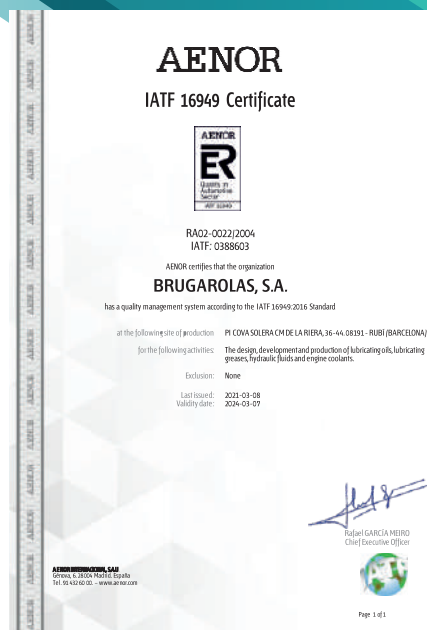 AENOR
IATF 16949 Certificate
AENOR
ER
Quality in
Automotive
Sector
IATF 16949
RA02-0022/2004
IATF: 0388603
AENOR certifies that the organization
BRUGAROLAS, S.A.
has a quality management system according to the IATF 16949:2016 Standard
at the following site of production PI COVA SOLERA CM DE LA RIERA, 36-44. 08191 - RUBÍ /BARCELONA/
for the following activities: The design, development and production of lubricating oils, lubricating
greases, hydraulic fluids and engine coolants.
Exclusion: None
Last issued: 2021-03-08
Validity date: 2024-03-07
Rafael GARCÍA MEIRO
Chief Executive Officer
AENOR INTERNACIONAL, S.A.U
Génova, 6. 28004 Madrid. España
Tel. 91 432 60 00. – www.aenor.com
IATF
Page 1 of 1